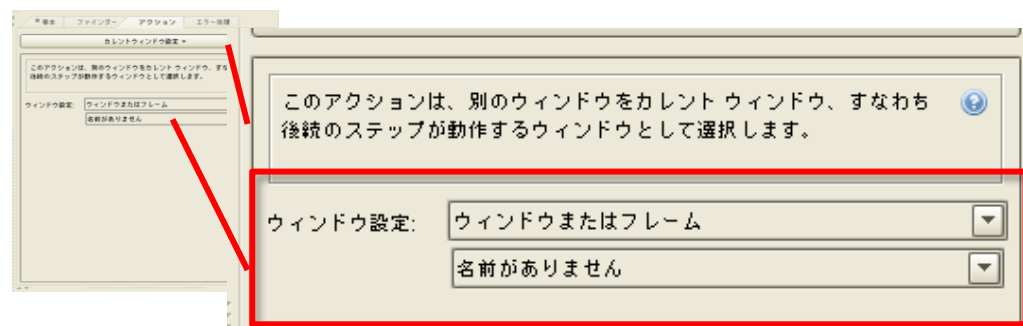 基本 ファインダー アクション エラー処理
カレントウィンドウ設定
このアクションは、別のウィンドウをカレント ウィンドウ、すな
後続のステップが動作するウィンドウとして選択します。
ウィンドウ設定: ウィンドウまたはフレーム
名前がありません
このアクションは、別のウィンドウをカレント ウィンドウ、すなわち
後続のステップが動作するウィンドウとして選択します。
ウィンドウ設定: ウィンドウまたはフレーム
名前がありません